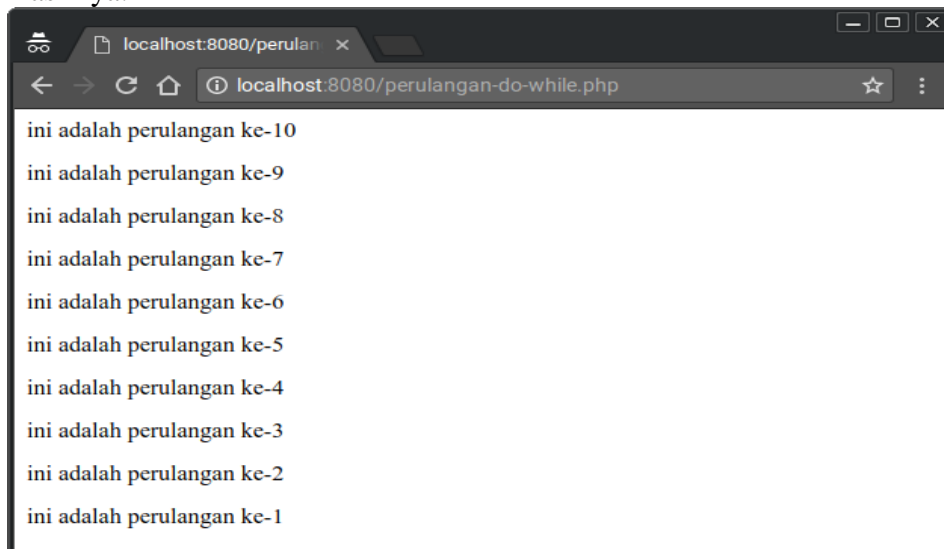 localhost:8080/perulan
localhost:8080/perulangan-do-while.php
ini adalah perulangan ke-10
ini adalah perulangan ke-9
ini adalah perulangan ke-8
ini adalah perulangan ke-7
ini adalah perulangan ke-6
ini adalah perulangan ke-5
ini adalah perulangan ke-4
ini adalah perulangan ke-3
ini adalah perulangan ke-2
ini adalah perulangan ke-1